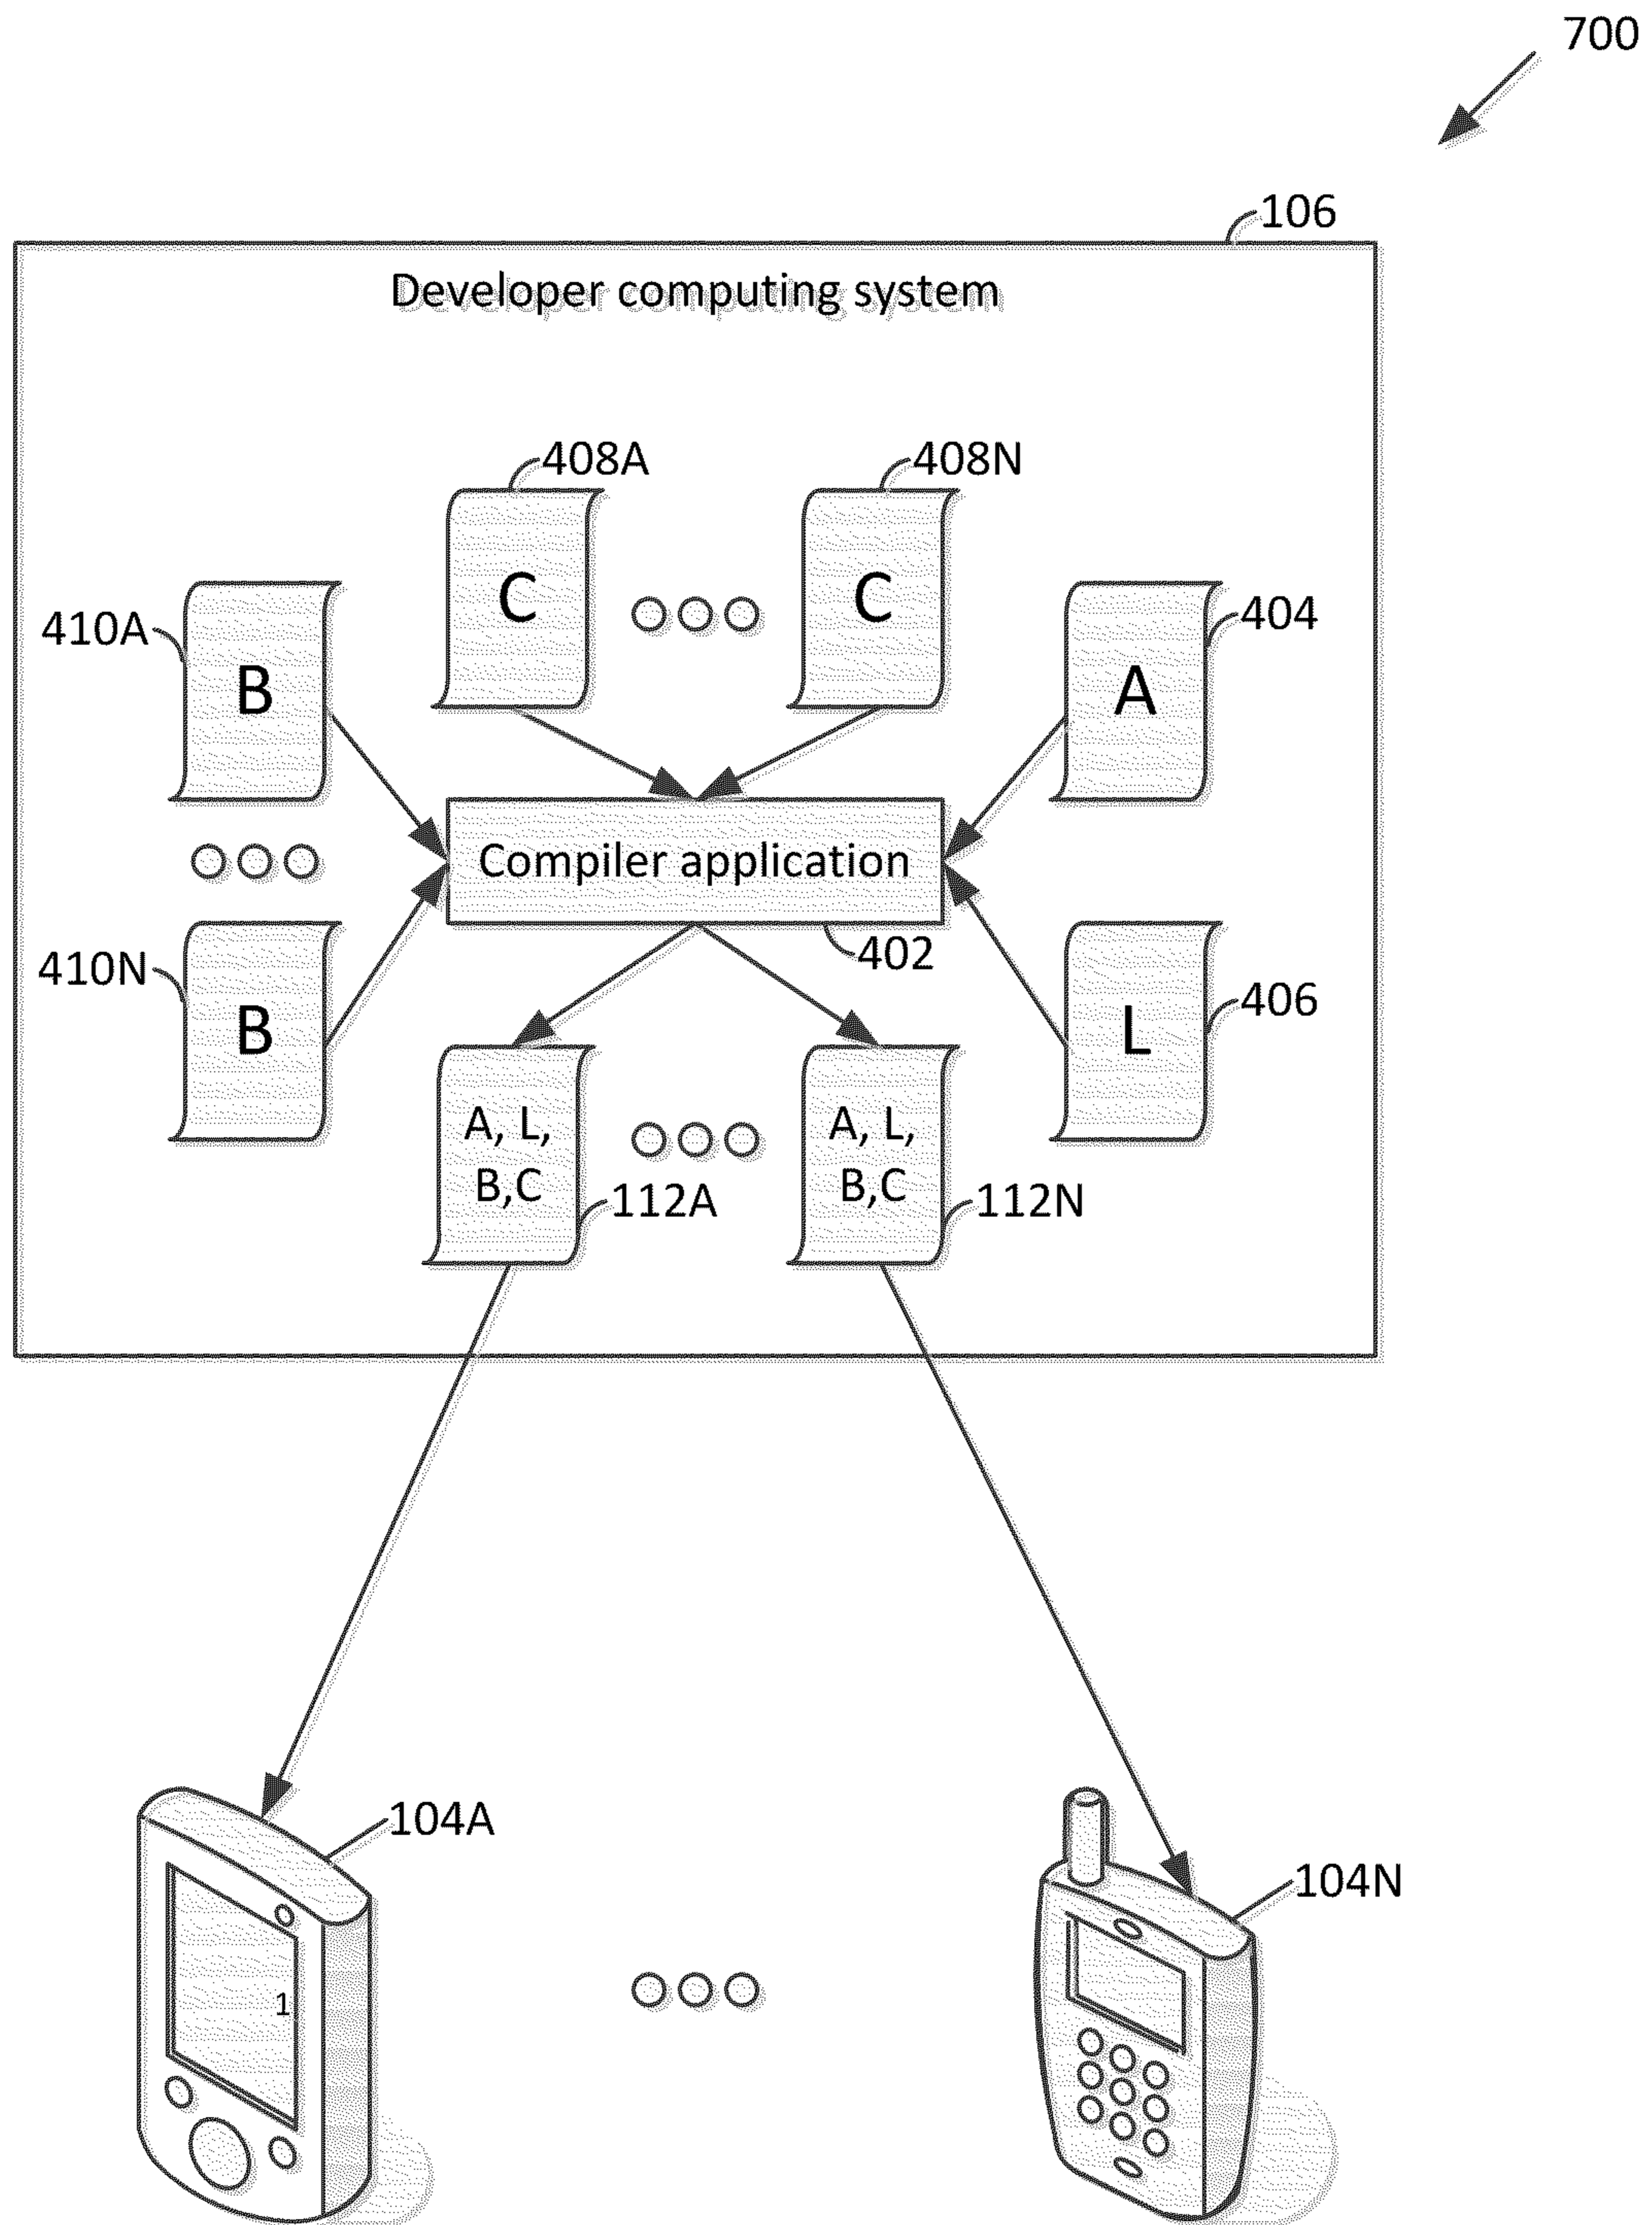 700
106
Developer computing system
408A
408N
C
C
410A
404
B
A
Compiler application
402
410N
406
B
L
A, L,
B,C
A, L,
B,C
112A
112N
104A
104N
1